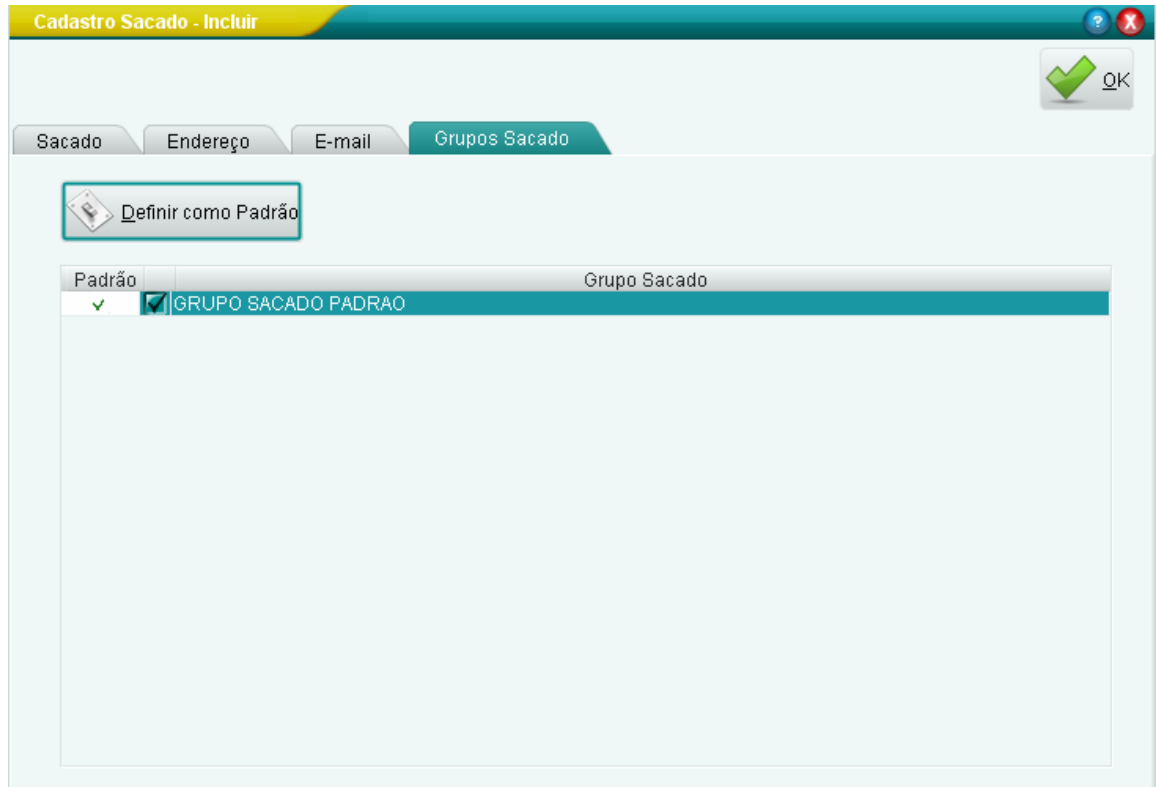 Cadastro Sacado - Incluir
?
X
OK
Sacado
Endereço
E-mail
Grupos Sacado
Definir como Padrão
Padrão
Grupo Sacado
GRUPO SACADO PADRAO